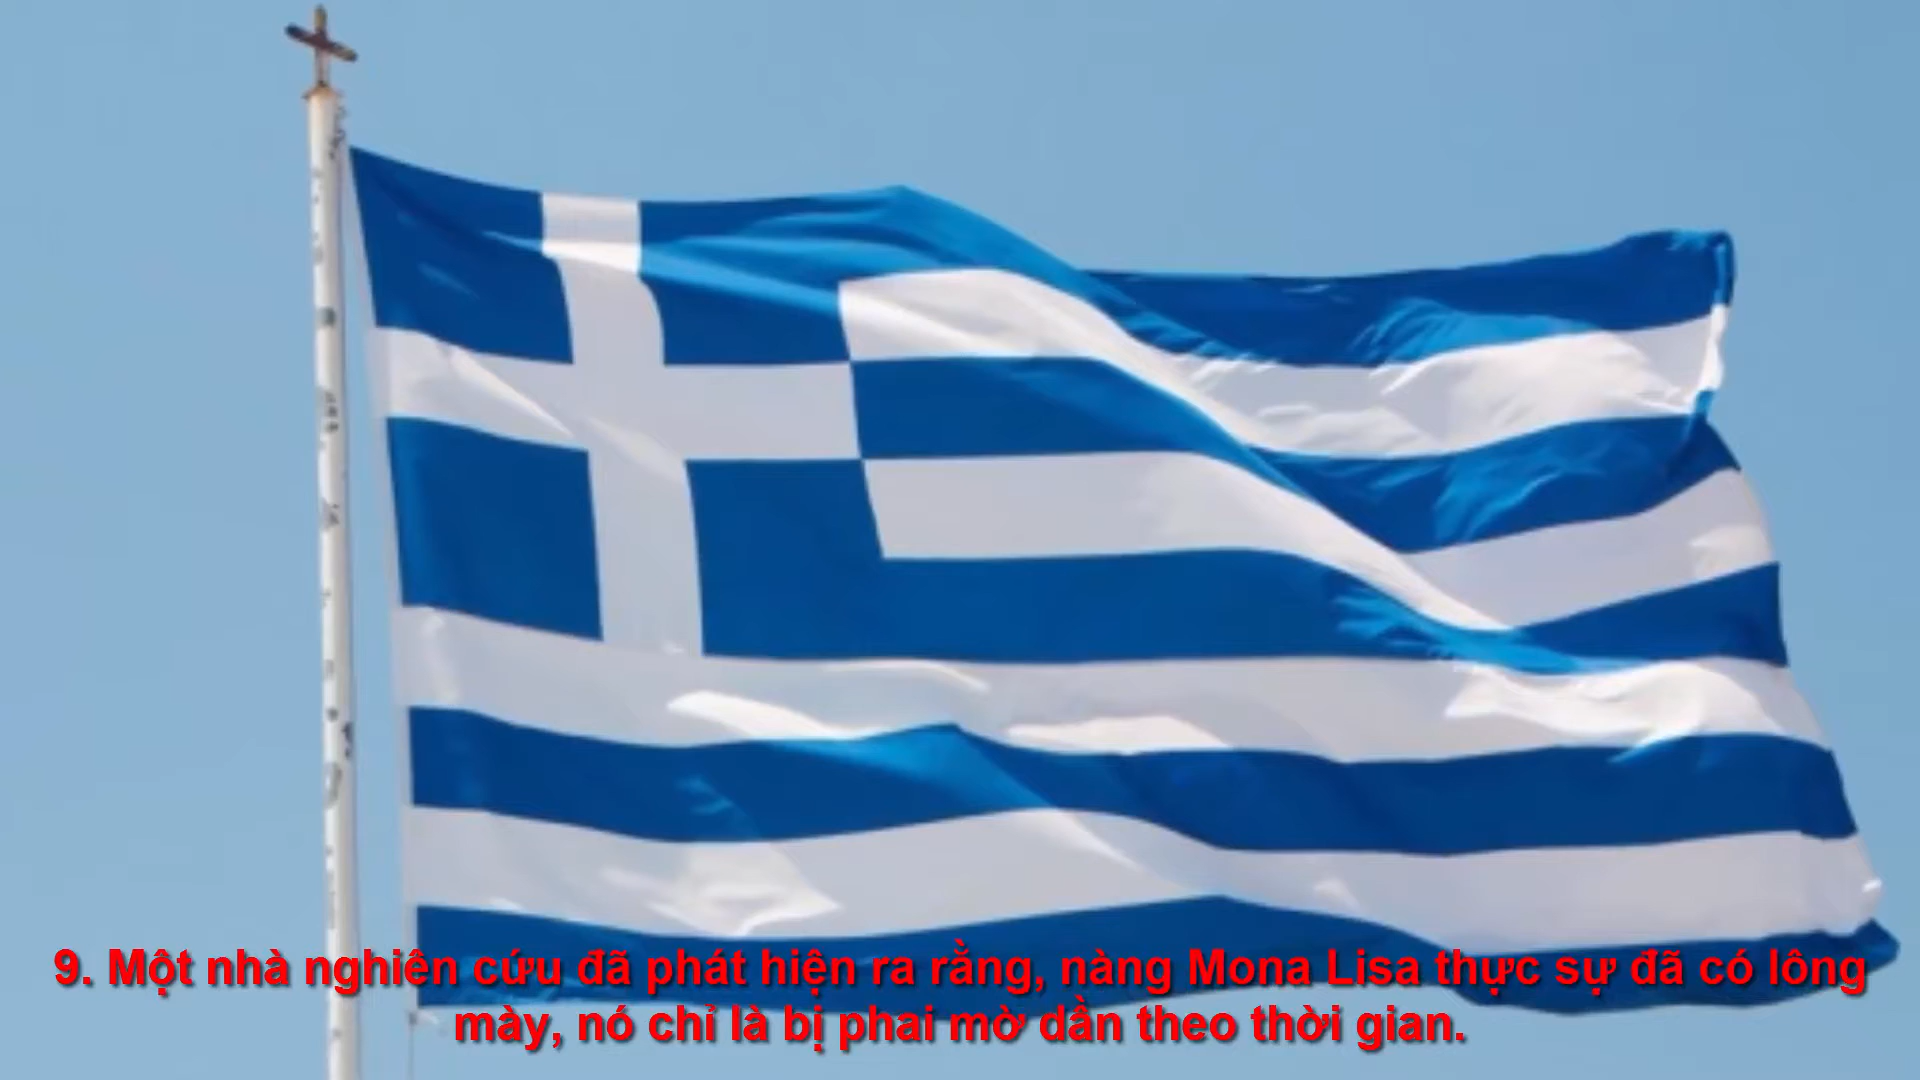 9. Một nhà nghiên cứu đã phát hiện ra rằng, nàng Mona Lisa thực sự đã có lông
mày, nó chỉ là bị phai mờ dần theo thời gian.